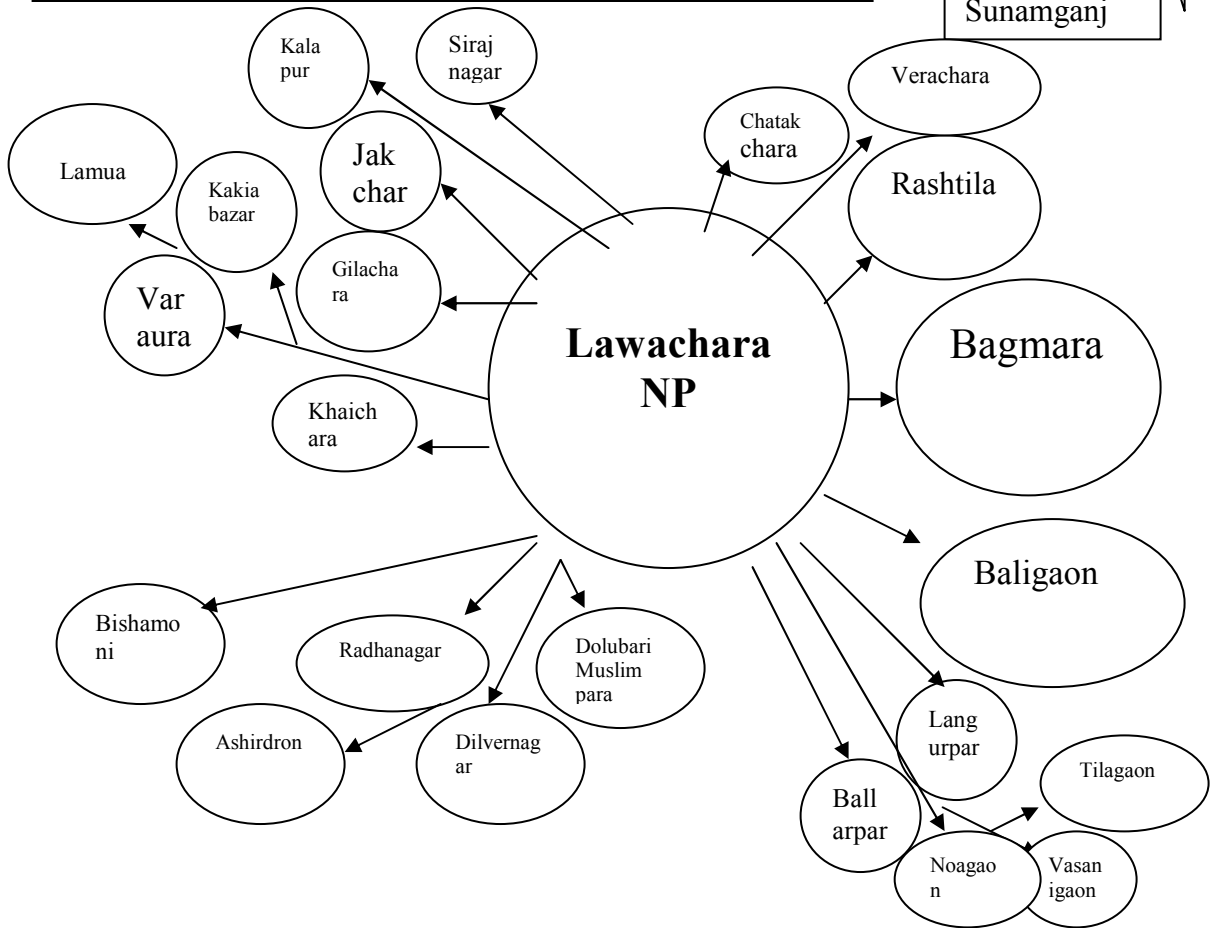 Sunamganj
Kala
pur
Siraj
nagar
Verachara
Chatak
chara
Lamua
Jak
char
Rashtila
Kakia
bazar
Gilacha
ra
Var
aura
Lawachara
NP
Bagmara
Khaich
ara
Baligaon
Bishamo
ni
Radhanagar
Dolubari
Muslim
para
Ashirdron
Dilvernag
ar
Lang
urpar
Tilagaon
Ball
arpar
Noagao
n
Vasan
igaon